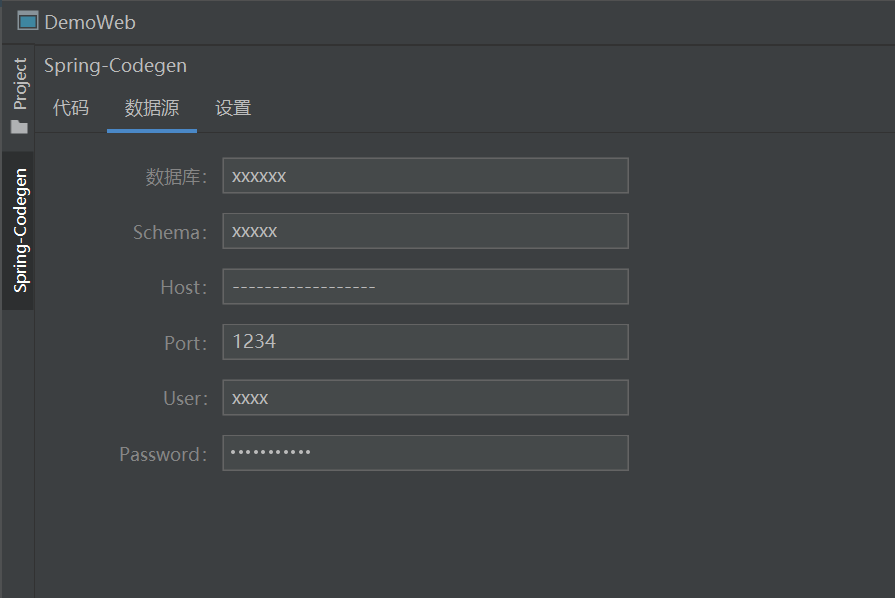 DemoWeb
Project
Spring-Codegen
Spring-Codegen
代码 数据源 设置
数据库: xxxxxx
Schema: xxxxx
Host: ------------------
Port: 1234
User: xxxx
Password: •••••••••••